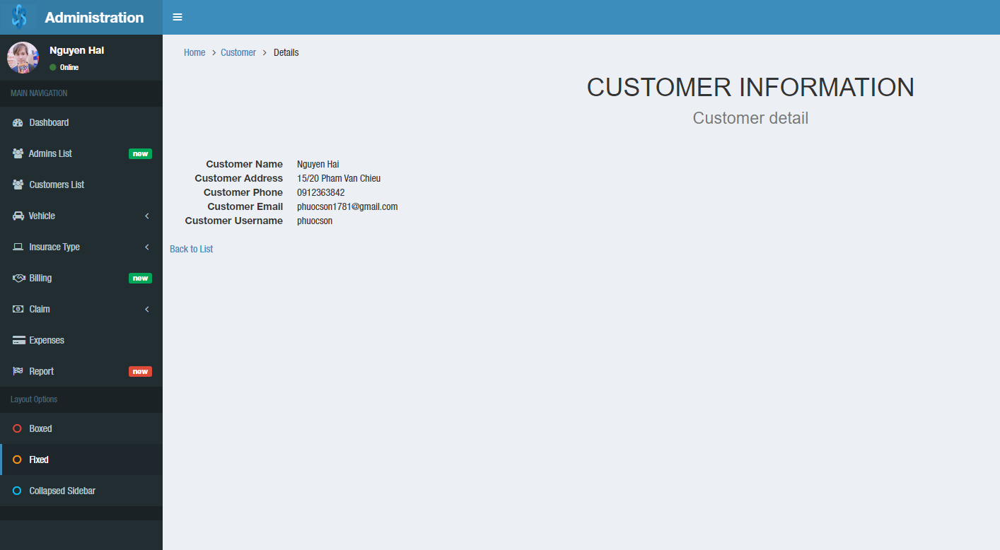 Administration
Nguyen Hai
Online
MAIN NAVIGATION
Dashboard
Admins List new
Customers List
Vehicle
Insurace Type
Billing new
Claim
Expenses
Report new
Layout Options
Boxed
Fixed
Collapsed Sidebar
Home > Customer > Details
CUSTOMER INFORMATION
Customer detail
Customer Name Nguyen Hai
Customer Address 15/20 Pham Van Chieu
Customer Phone 0912363842
Customer Email phuocson1781@gmail.com
Customer Username phuocson
Back to List